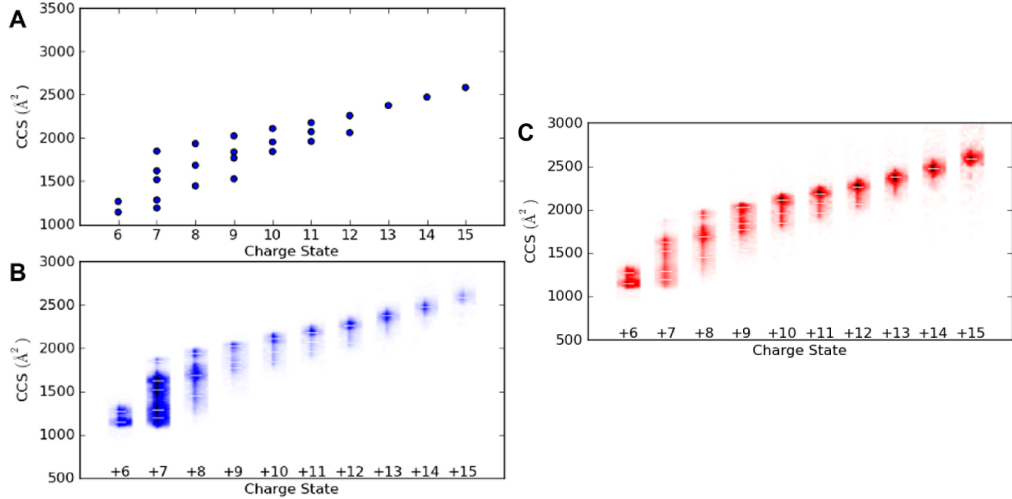 A
3500
3000
2500
2000
1500
1000
CCS (Å²)
6 7 8 9 10 11 12 13 14 15
Charge State
B
3000
2500
2000
1500
1000
500
CCS (Å²)
+6 +7 +8 +9 +10 +11 +12 +13 +14 +15
Charge State
C
3000
2500
2000
1500
1000
500
CCS (Å²)
+6 +7 +8 +9 +10 +11 +12 +13 +14 +15
Charge State